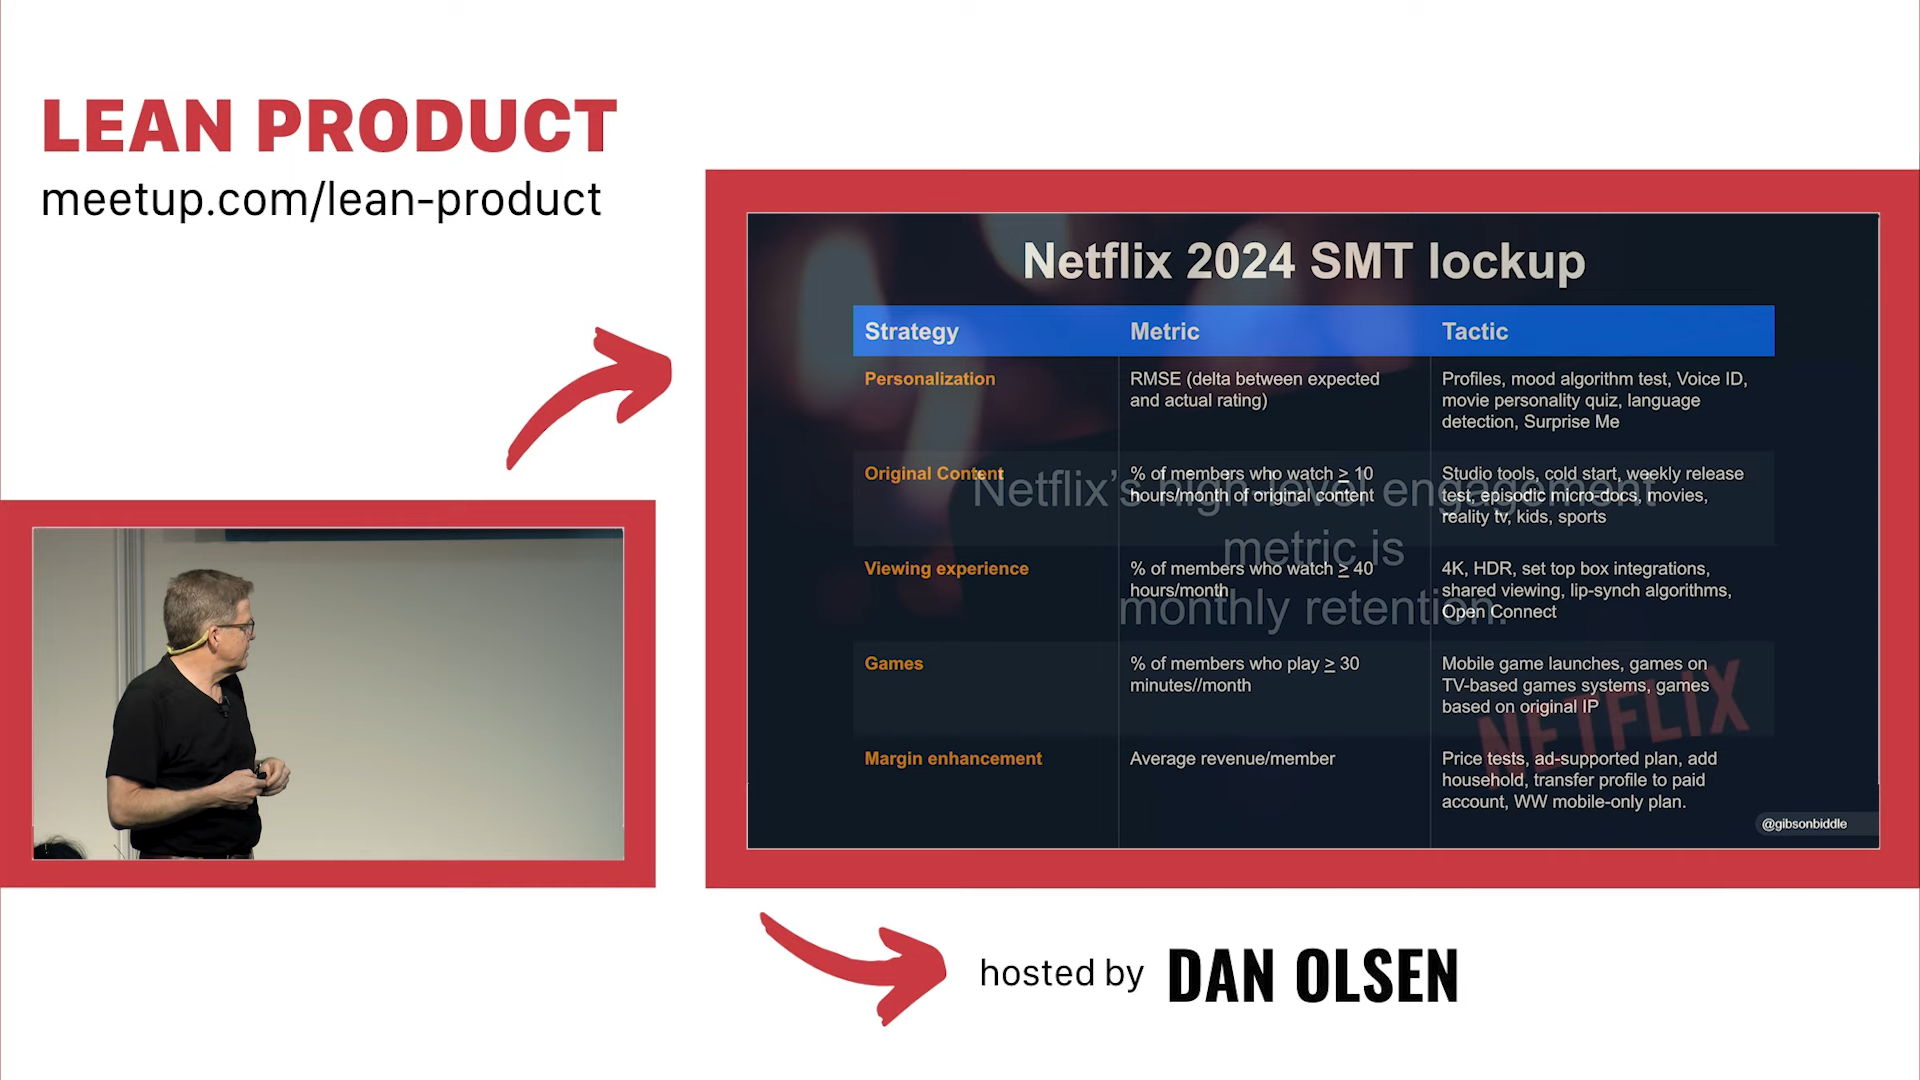 LEAN PRODUCT
meetup.com/lean-product
Netflix 2024 SMT lockup
Strategy Metric Tactic
Personalization
RMSE (delta between expected
and actual rating)
Profiles, mood algorithm test, Voice ID,
movie personality quiz, language
detection, Surprise Me
Original Content
% of members who watch ≥ 10
hours/month of original content
Studio tools, cold start, weekly release
test, episodic micro-docs, movies,
reality tv, kids, sports
Viewing experience
% of members who watch ≥ 40
hours/month
4K, HDR, set top box integrations,
shared viewing, lip-synch algorithms,
Open Connect
Games
% of members who play ≥ 30
minutes//month
Mobile game launches, games on
TV-based games systems, games
based on original IP
Margin enhancement
Average revenue/member
Price tests, ad-supported plan, add
household, transfer profile to paid
account, WW mobile-only plan.
Netflix's high-level engagement
metric is
monthly retention.
NETFLIX
@gibsonbiddle
hosted by DAN OLSEN